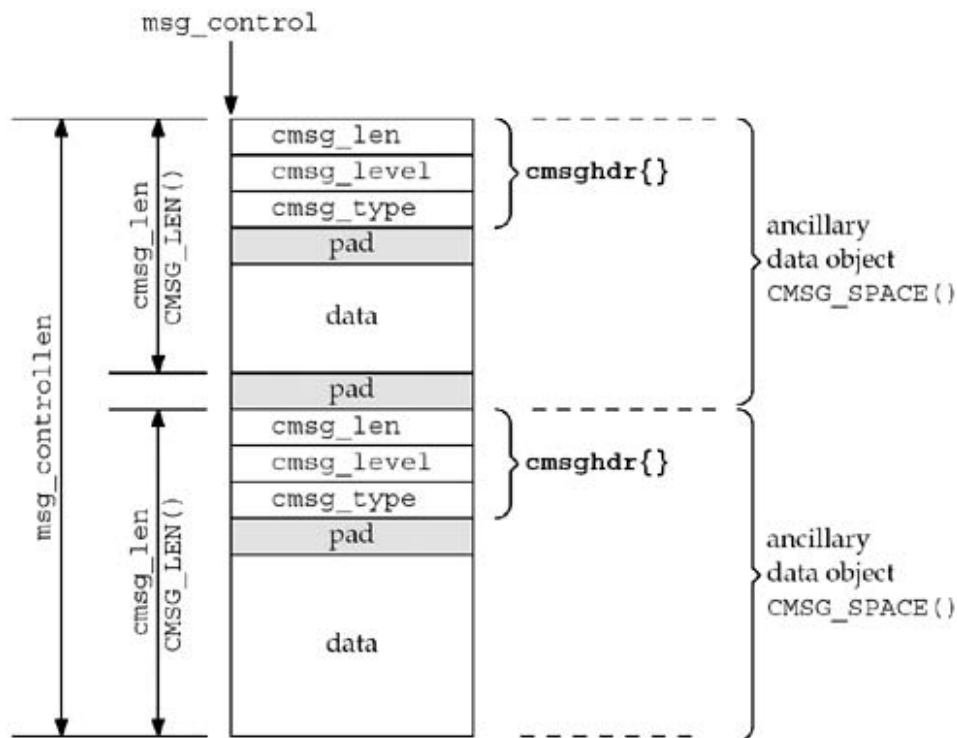 msg_control
cmsg_len
cmsg_level
cmsg_type
pad
data
pad
cmsg_len
cmsg_level
cmsg_type
pad
data
cmsghdr{}
cmsghdr{}
ancillary
data object
CMSG_SPACE()
ancillary
data object
CMSG_SPACE()
msg_controllen
cmsg_len
CMSG_LEN()
cmsg_len
CMSG_LEN()